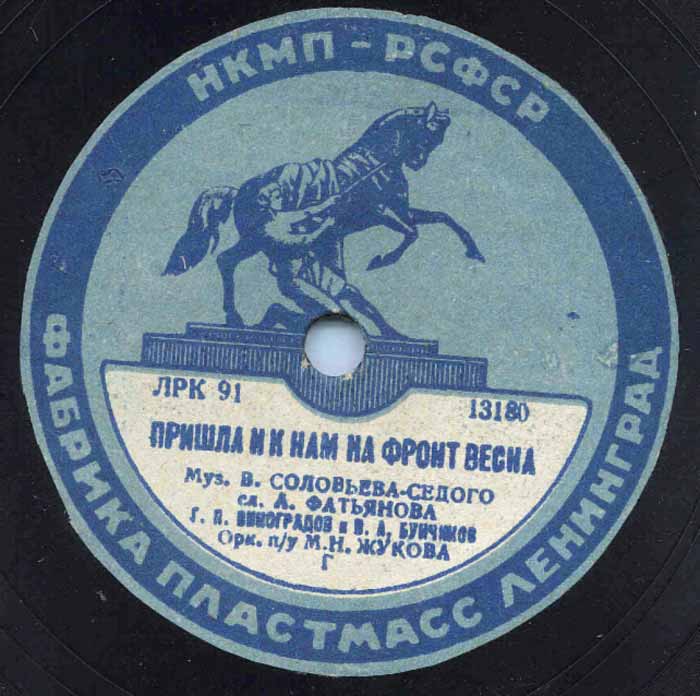 НКМП - РСФСР
ЛРК 91
13180
ПРИШЛА И К НАМ НА ФРОНТ ВЕСНА
Муз. В. СОЛОВЬЕВА-СЕДОГО
сл. А. ФАТЬЯНОВА
Г. П. ВИНОГРАДОВ и В. А. БУНЧИКОВ
Орк. п/у М. Н. ЖУКОВА
Г
ФАБРИКА ПЛАСТМАСС ЛЕНИНГРАД